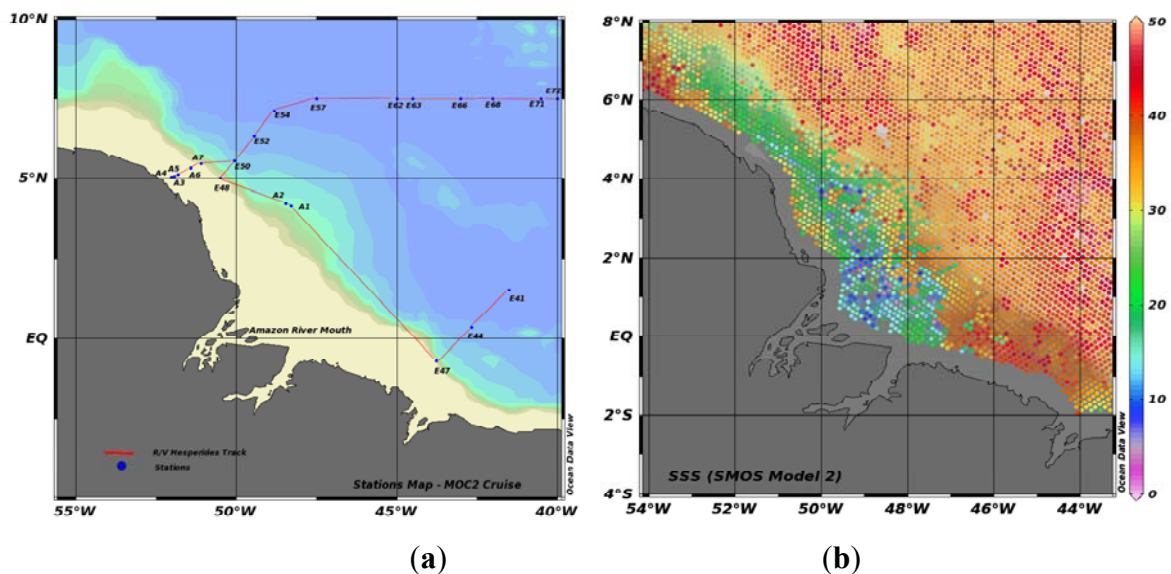 10°N
5°N
EQ
55°W
50°W
45°W
40°W
E77
E57
E62
E63
E66
E68
E71
E54
E52
A7
E50
A5
A4
A6
A3
E48
A2
A1
E41
E44
E47
Amazon River Mouth
R/V Hesperides Track
Stations
Stations Map - MOC2 Cruise
Ocean Data View
(a)
8°N
6°N
4°N
2°N
EQ
2°S
4°S
54°W
52°W
50°W
48°W
46°W
44°W
SSS (SMOS Model 2)
Ocean Data View
50
40
30
20
10
0
(b)